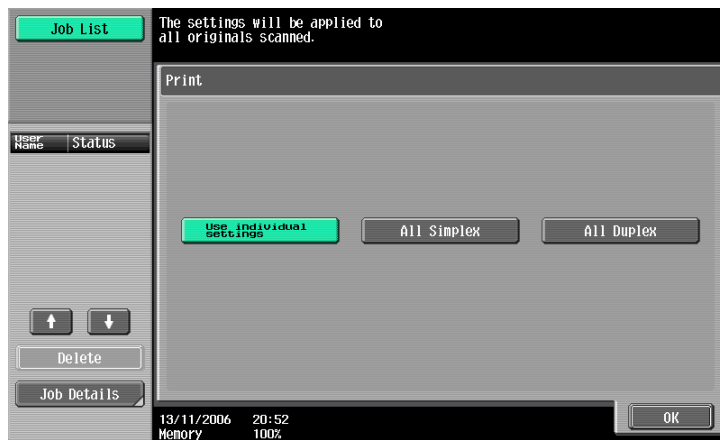 Job List
The settings will be applied to
all originals scanned.
Print
User
Name
Status
Use individual
settings
All Simplex
All Duplex
Delete
Job Details
13/11/2006 20:52
Memory 100%
OK